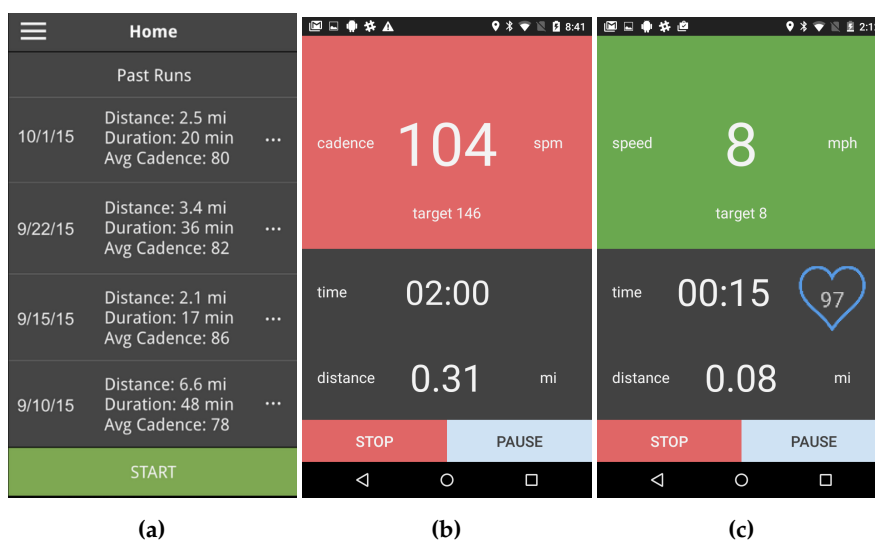 Home
Past Runs
10/1/15
Distance: 2.5 mi
Duration: 20 min
Avg Cadence: 80
...
9/22/15
Distance: 3.4 mi
Duration: 36 min
Avg Cadence: 82
...
9/15/15
Distance: 2.1 mi
Duration: 17 min
Avg Cadence: 86
...
9/10/15
Distance: 6.6 mi
Duration: 48 min
Avg Cadence: 78
...
START
(a)
8:41
cadence 104 spm
target 146
time 02:00
distance 0.31 mi
STOP PAUSE
(b)
speed 8 mph
target 8
time 00:15 97
distance 0.08 mi
STOP PAUSE
(c)